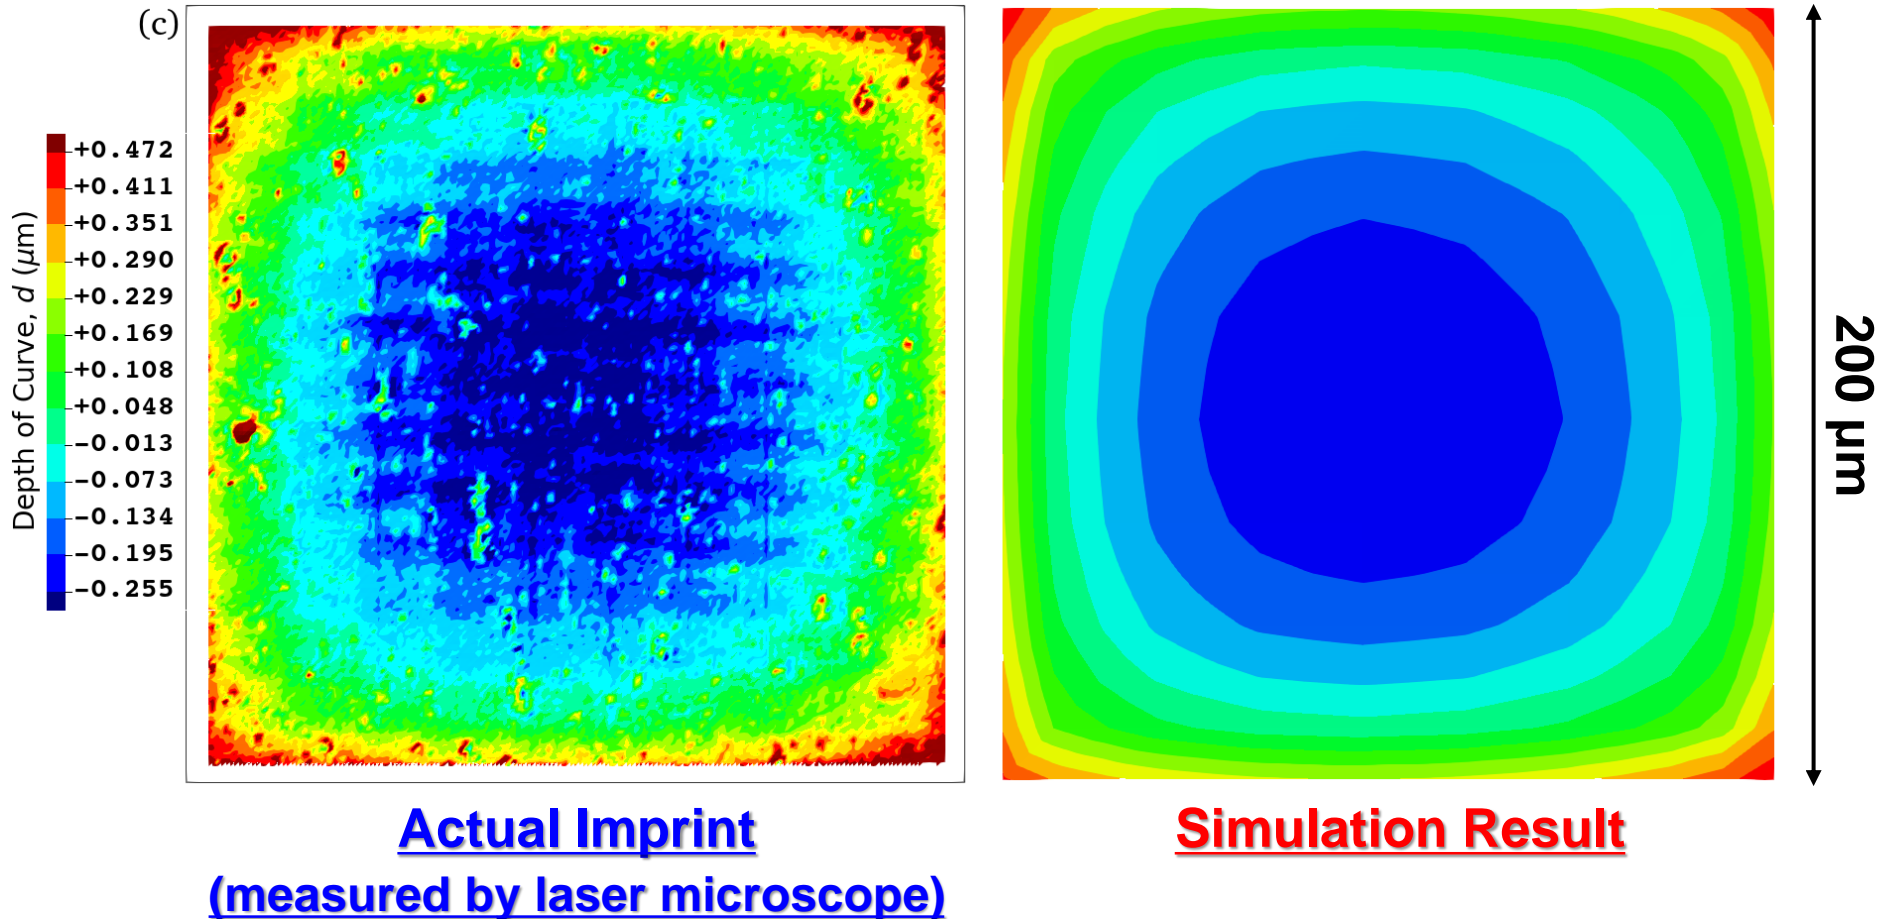 (c)
Depth of Curve, d (μm)
+0.472
+0.411
+0.351
+0.290
+0.229
+0.169
+0.108
+0.048
−0.013
−0.073
−0.134
−0.195
−0.255
200 μm
Actual Imprint
(measured by laser microscope)
Simulation Result